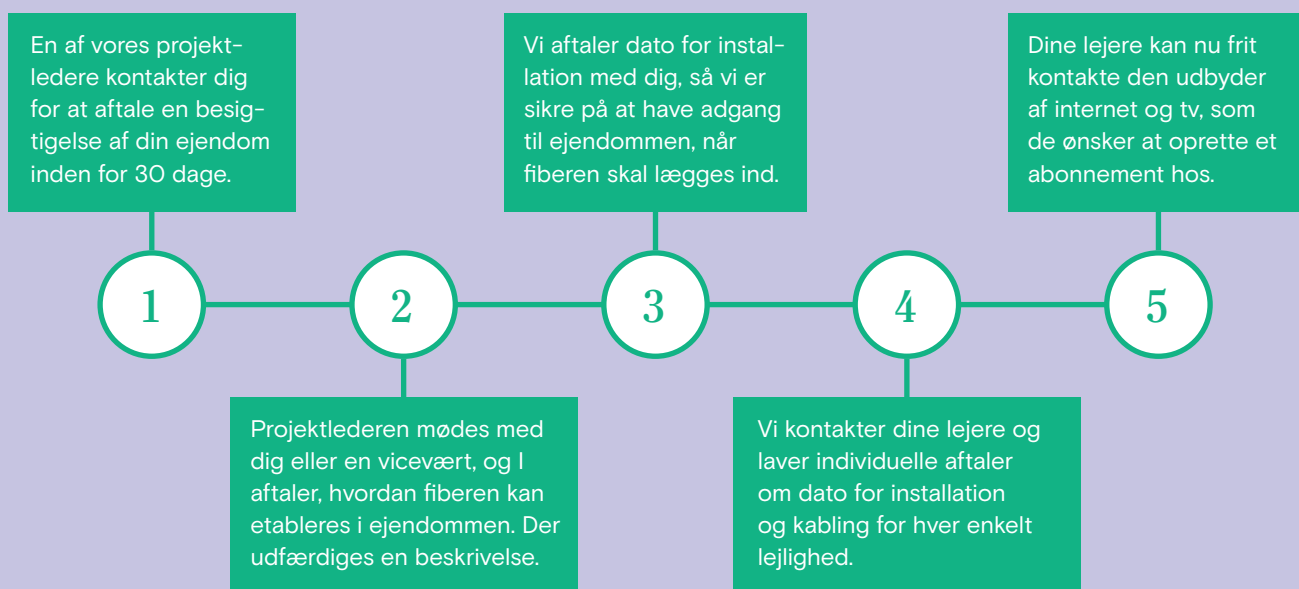 En af vores projekt-
ledere kontakter dig
for at aftale en besig-
tigelse af din ejendom
inden for 30 dage.
Vi aftaler dato for instal-
lation med dig, så vi er
sikre på at have adgang
til ejendommen, når
fiberen skal lægges ind.
Dine lejere kan nu frit
kontakte den udbyder
af internet og tv, som
de ønsker at oprette et
abonnement hos.
1
2
3
4
5
Projektlederen mødes med
dig eller en vicevært, og I
aftaler, hvordan fiberen kan
etableres i ejendommen. Der
udfærdiges en beskrivelse.
Vi kontakter dine lejere og
laver individuelle aftaler
om dato for installation
og kabling for hver enkelt
lejlighed.